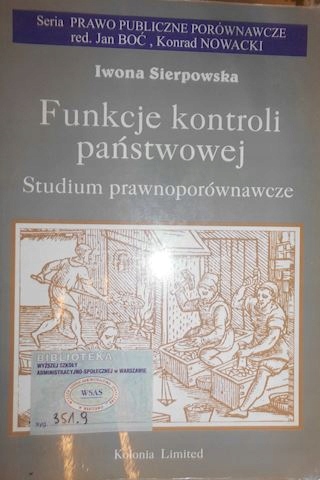 Seria PRAWO PUBLICZNE PORÓWNAWCZE
red. Jan BOĆ, Konrad NOWACKI
Iwona Sierpowska
Funkcje kontroli
państwowej
Studium prawnoporównawcze
BIBLIOTEKA
WYŻSZEJ SZKOŁY
ADMINISTRACYJNO-SPOŁECZNEJ w WARSZAWIE
WSAS
sygn. 351.9
Kolonia Limited